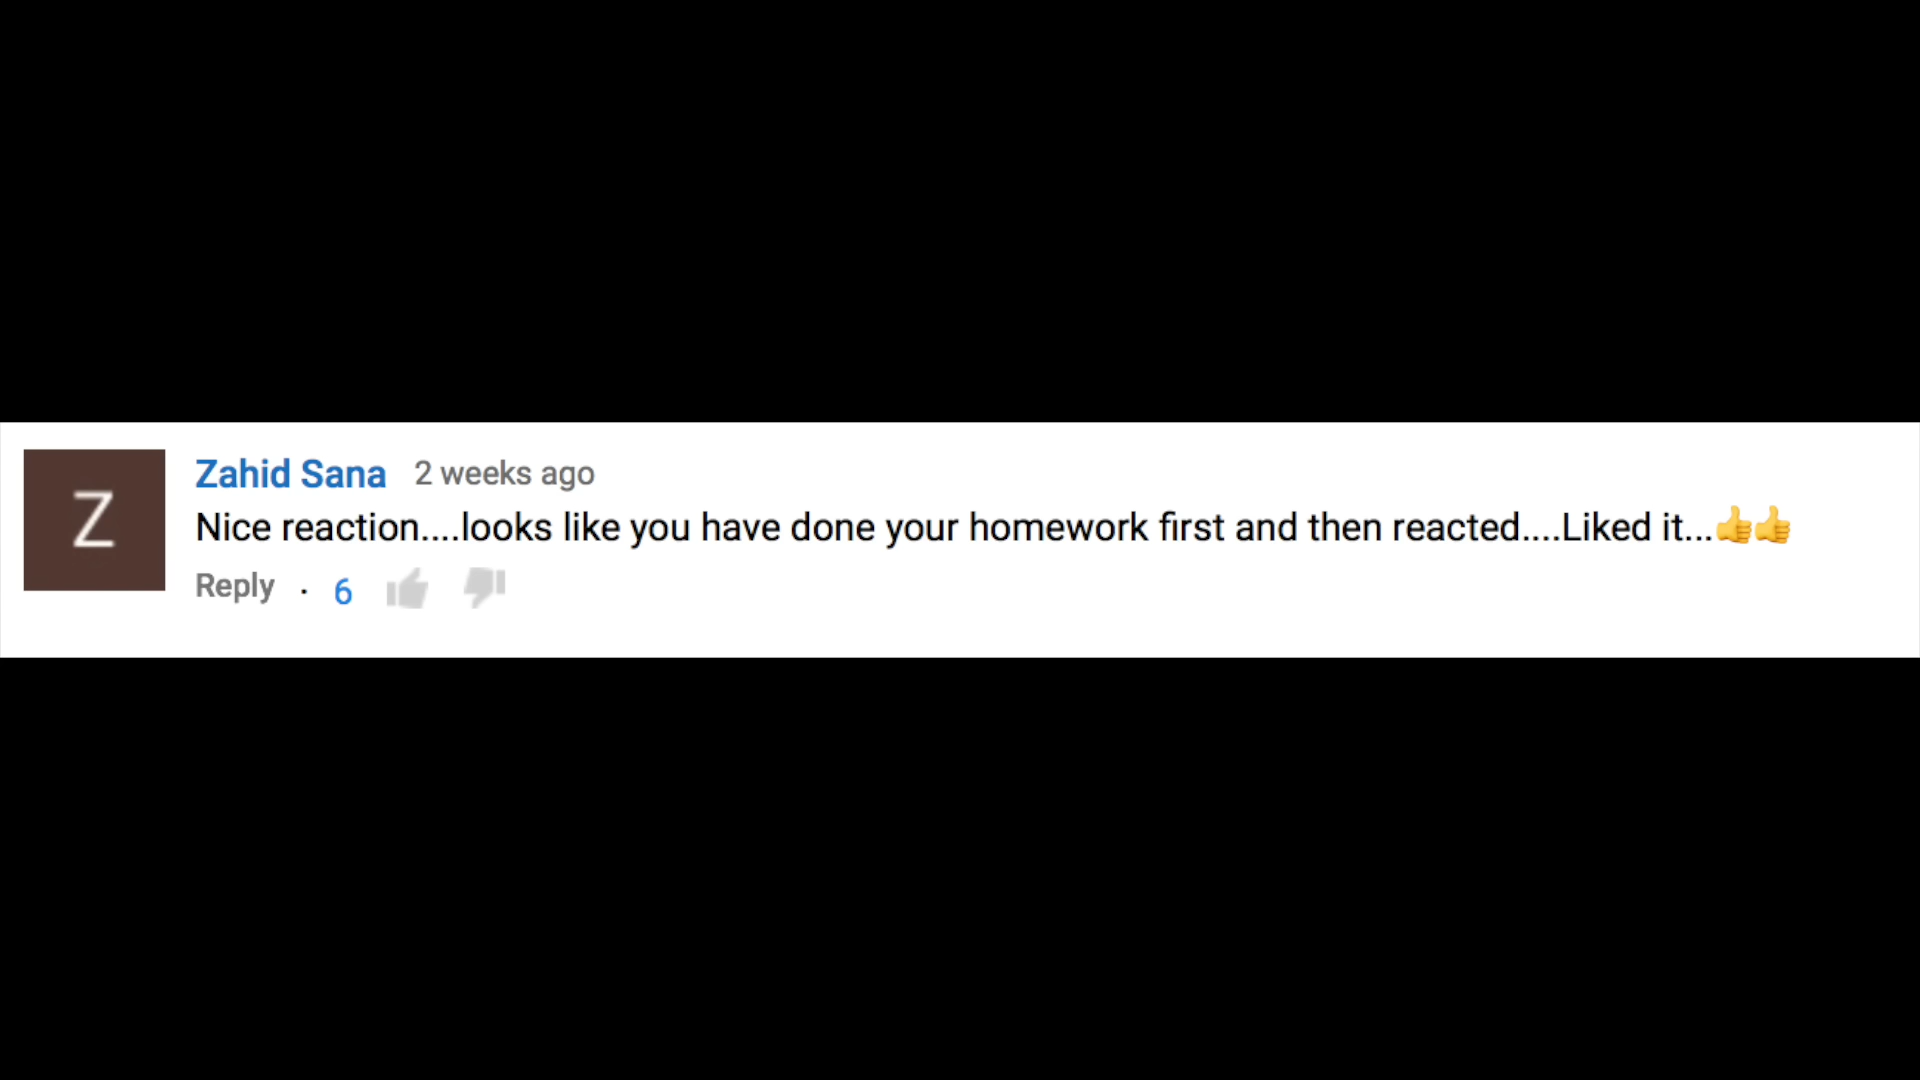 Z
Zahid Sana 2 weeks ago
Nice reaction....looks like you have done your homework first and then reacted....Liked it...👍👍
Reply · 6